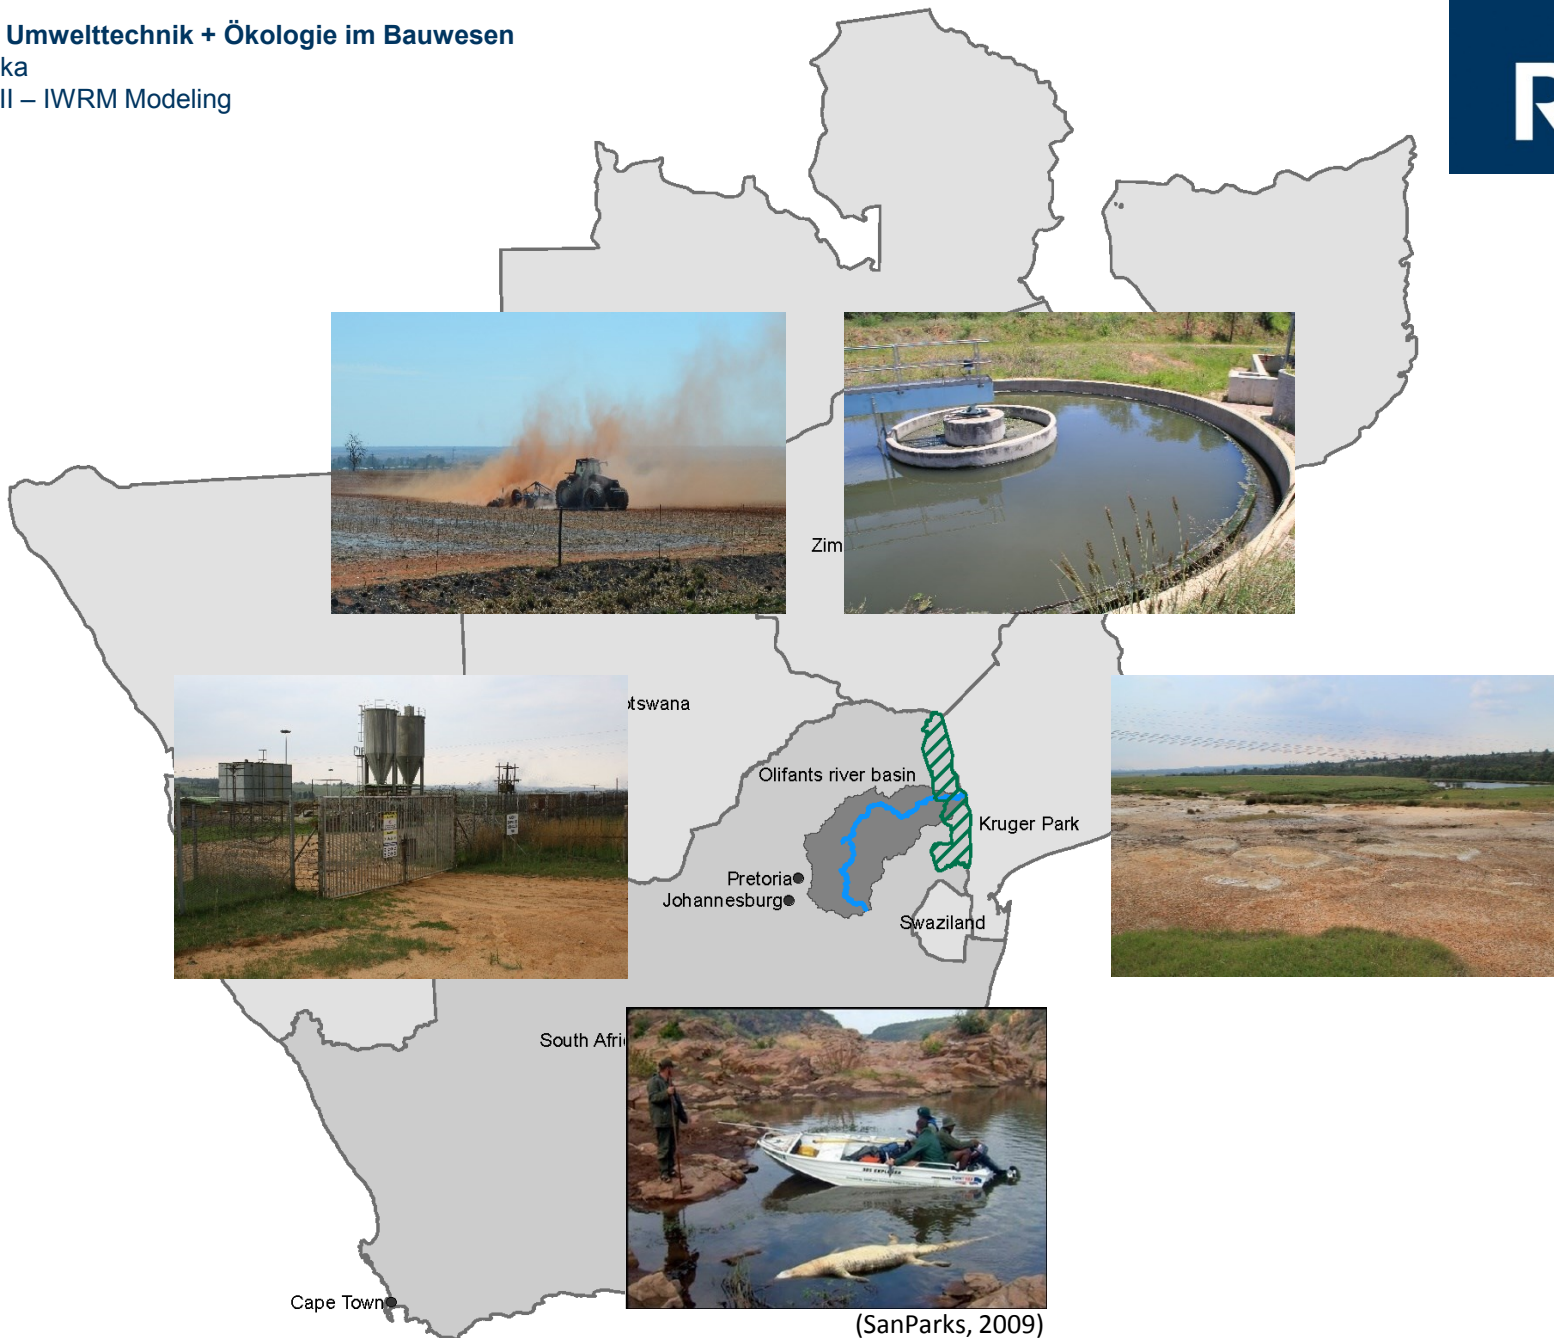 Umwelttechnik + Ökologie im Bauwesen
ka
II – IWRM Modeling
R
Zim
otswana
Olifants river basin
Kruger Park
Pretoria
Johannesburg
Swaziland
South Afri
Cape Town
(SanParks, 2009)